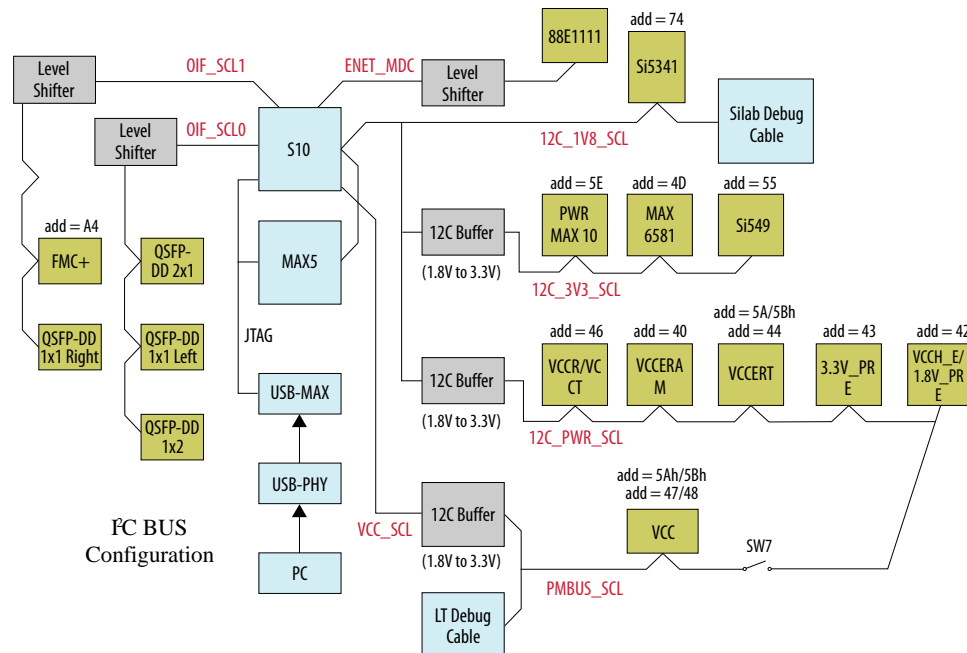 add = 74
88E1111
Si5341
Level
Shifter
OIF_SCL1
ENET_MDC
Level
Shifter
Silab Debug
Cable
Level
Shifter
OIF_SCL0
S10
12C_1V8_SCL
add = 5E
add = 4D
add = 55
PWR
MAX 10
MAX
6581
Si549
12C Buffer
(1.8V to 3.3V)
12C_3V3_SCL
add = A4
FMC+
QSFP-
DD 2x1
MAX5
QSFP-DD
1x1 Right
QSFP-DD
1x1 Left
JTAG
add = 5A/5Bh
add = 46
add = 40
add = 44
add = 43
add = 42
VCCR/VC
CT
VCCERA
M
VCCERT
3.3V_PR
E
VCCH_E/
1.8V_PR
E
12C Buffer
(1.8V to 3.3V)
12C_PWR_SCL
USB-MAX
QSFP-DD
1x2
USB-PHY
add = 5Ah/5Bh
add = 47/48
I²C BUS
Configuration
VCC_SCL
12C Buffer
(1.8V to 3.3V)
VCC
SW7
PC
PMBUS_SCL
LT Debug
Cable